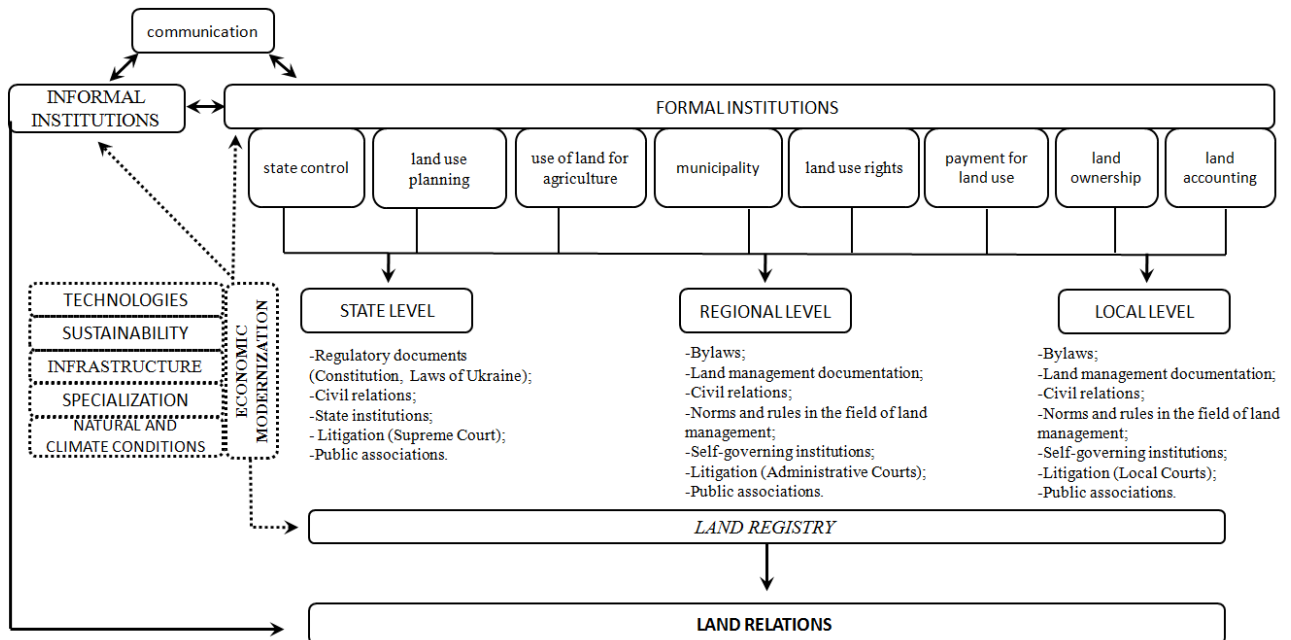 communication
INFORMAL
INSTITUTIONS
FORMAL INSTITUTIONS
state control
land use
planning
use of land for
agriculture
municipality
land use rights
payment for
land use
land
ownership
land
accounting
TECHNOLOGIES
SUSTAINABILITY
INFRASTRUCTURE
SPECIALIZATION
NATURAL AND
CLIMATE CONDITIONS
ECONOMIC
MODERNIZATION
STATE LEVEL
-Regulatory documents
(Constitution, Laws of Ukraine);
-Civil relations;
-State institutions;
- Litigation (Supreme Court);
-Public associations.
REGIONAL LEVEL
-Bylaws;
-Land management documentation;
-Civil relations;
-Norms and rules in the field of land
management;
-Self-governing institutions;
-Litigation (Administrative Courts);
-Public associations.
LOCAL LEVEL
-Bylaws;
-Land management documentation;
-Civil relations;
-Norms and rules in the field of land
management;
-Self-governing institutions;
-Litigation (Local Courts);
-Public associations.
LAND REGISTRY
LAND RELATIONS